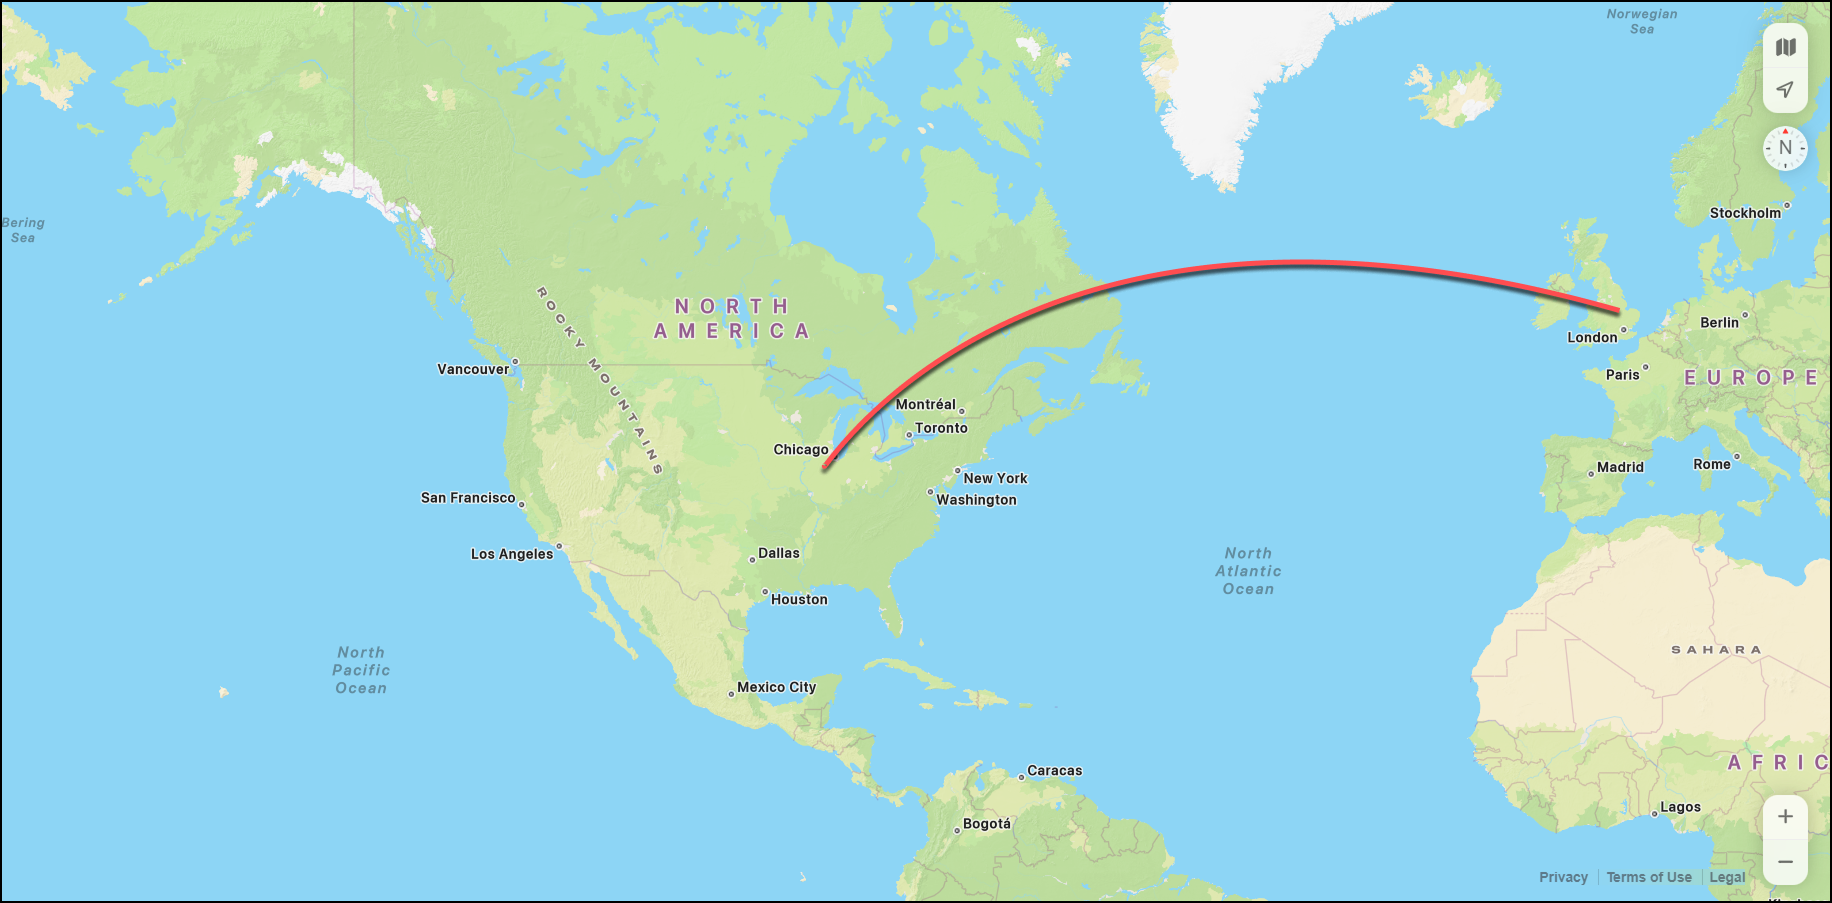 Norwegian
Sea
N
Stockholm
Bering
Sea
NORTH
AMERICA
ROCKY MOUNTAINS
London
Berlin
Vancouver
Paris
EUROPE
Montréal
Toronto
Chicago
Madrid
Rome
New York
San Francisco
Washington
Los Angeles
Dallas
North
Atlantic
Ocean
Houston
North
Pacific
Ocean
SAHARA
Mexico City
Caracas
AFRIC
Lagos
Bogotá
+
−
Privacy
Terms of Use
Legal